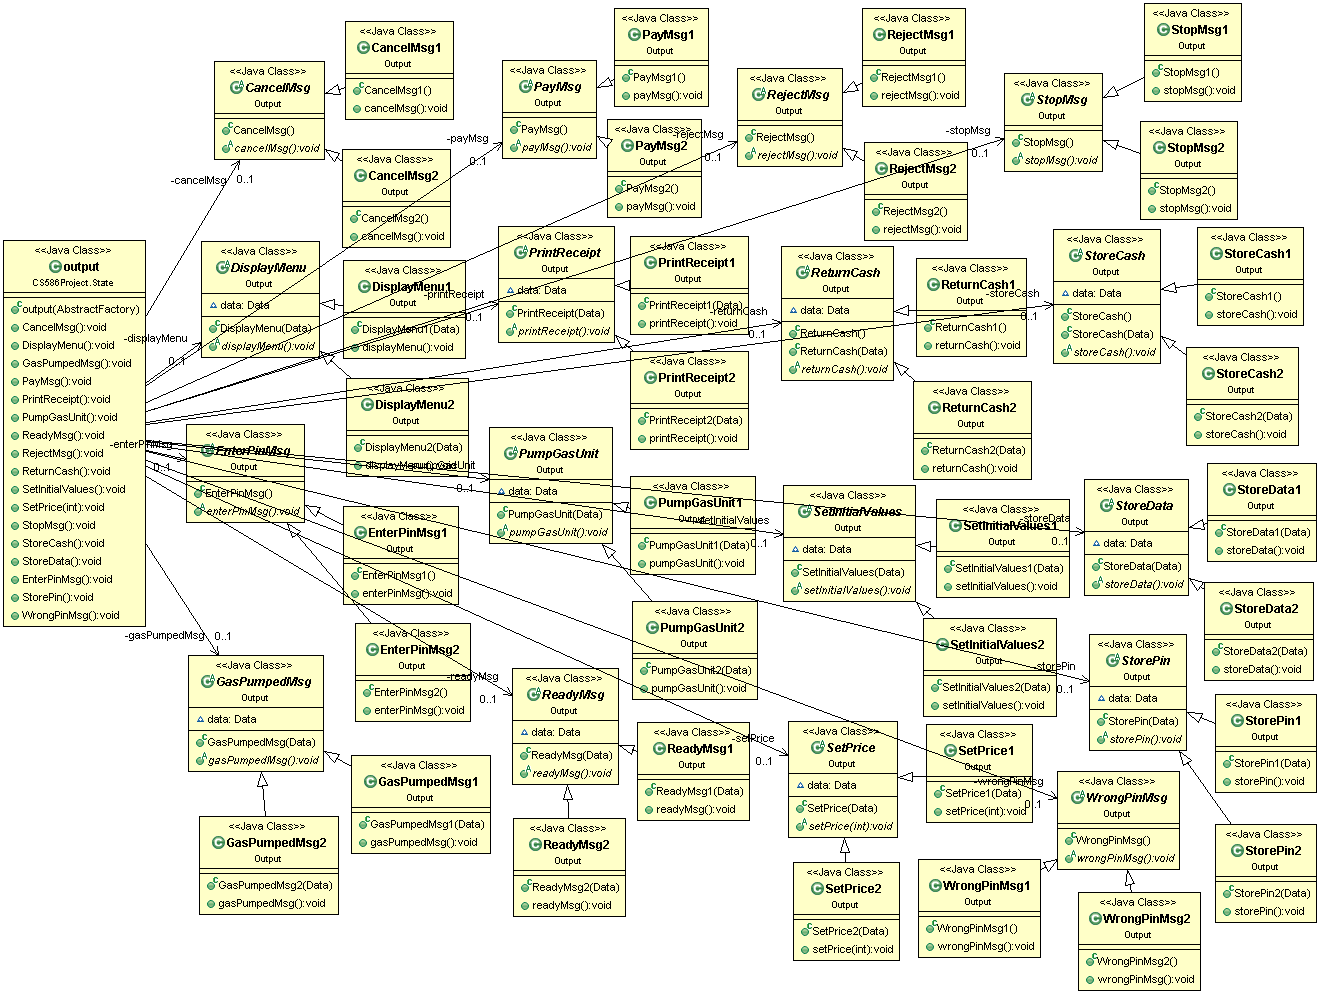 <<Java Class>>
output
CS586Project.State
output(AbstractFactory)
CancelMsg():void
DisplayMenu():void
GasPumpedMsg():void
PayMsg():void
PrintReceipt():void
PumpGasUnit():void
ReadyMsg():void
RejectMsg():void
ReturnCash():void
SetInitialValues():void
SetPrice(int):void
StopMsg():void
StoreCash():void
StoreData():void
EnterPinMsg():void
StorePin():void
WrongPinMsg():void
<<Java Class>>
CancelMsg
Output
CancelMsg()
cancelMsg():void
<<Java Class>>
CancelMsg1
Output
CancelMsg1()
cancelMsg():void
<<Java Class>>
CancelMsg2
Output
CancelMsg2()
cancelMsg():void
-cancelMsg
0..1
<<Java Class>>
PayMsg
Output
PayMsg()
payMsg():void
<<Java Class>>
PayMsg1
Output
PayMsg1()
payMsg():void
<<Java Class>>
PayMsg2
Output
PayMsg2()
payMsg():void
-payMsg
0..1
<<Java Class>>
RejectMsg
Output
RejectMsg()
rejectMsg():void
<<Java Class>>
RejectMsg1
Output
RejectMsg1()
rejectMsg():void
<<Java Class>>
RejectMsg2
Output
RejectMsg2()
rejectMsg():void
-rejectMsg
0..1
<<Java Class>>
StopMsg
Output
StopMsg()
stopMsg():void
<<Java Class>>
StopMsg1
Output
StopMsg1()
stopMsg():void
<<Java Class>>
StopMsg2
Output
StopMsg2()
stopMsg():void
-stopMsg
0..1
<<Java Class>>
DisplayMenu
Output
data: Data
DisplayMenu(Data)
displayMenu():void
<<Java Class>>
DisplayMenu1
Output
DisplayMenu1(Data)
displayMenu():void
<<Java Class>>
DisplayMenu2
Output
DisplayMenu2(Data)
displayMenu():void
-displayMenu
0..1
<<Java Class>>
PrintReceipt
Output
data: Data
PrintReceipt(Data)
printReceipt():void
<<Java Class>>
PrintReceipt1
Output
PrintReceipt1(Data)
printReceipt():void
<<Java Class>>
PrintReceipt2
Output
PrintReceipt2(Data)
printReceipt():void
-printReceipt
0..1
<<Java Class>>
ReturnCash
Output
data: Data
ReturnCash()
ReturnCash(Data)
returnCash():void
<<Java Class>>
ReturnCash1
Output
ReturnCash1()
returnCash():void
<<Java Class>>
ReturnCash2
Output
ReturnCash2(Data)
returnCash():void
-returnCash
0..1
<<Java Class>>
StoreCash
Output
data: Data
StoreCash()
StoreCash(Data)
storeCash():void
<<Java Class>>
StoreCash1
Output
StoreCash1()
storeCash():void
<<Java Class>>
StoreCash2
Output
StoreCash2(Data)
storeCash():void
-storeCash
0..1
<<Java Class>>
EnterPinMsg
Output
EnterPinMsg()
enterPinMsg():void
<<Java Class>>
EnterPinMsg1
Output
EnterPinMsg1()
enterPinMsg():void
<<Java Class>>
EnterPinMsg2
Output
EnterPinMsg2()
enterPinMsg():void
-enterPinMsg
0..1
<<Java Class>>
PumpGasUnit
Output
data: Data
PumpGasUnit(Data)
pumpGasUnit():void
<<Java Class>>
PumpGasUnit1
Output
PumpGasUnit1(Data)
pumpGasUnit():void
<<Java Class>>
PumpGasUnit2
Output
PumpGasUnit2(Data)
pumpGasUnit():void
-pumpGasUnit
0..1
<<Java Class>>
SetInitialValues
Output
data: Data
SetInitialValues(Data)
setInitialValues():void
<<Java Class>>
SetInitialValues1
Output
SetInitialValues1(Data)
setInitialValues():void
<<Java Class>>
SetInitialValues2
Output
SetInitialValues2(Data)
setInitialValues():void
-setInitialValues
0..1
<<Java Class>>
StoreData
Output
data: Data
StoreData(Data)
storeData():void
<<Java Class>>
StoreData1
Output
StoreData1(Data)
storeData():void
<<Java Class>>
StoreData2
Output
StoreData2(Data)
storeData():void
-storeData
0..1
<<Java Class>>
GasPumpedMsg
Output
data: Data
GasPumpedMsg(Data)
gasPumpedMsg():void
<<Java Class>>
GasPumpedMsg1
Output
GasPumpedMsg1(Data)
gasPumpedMsg():void
<<Java Class>>
GasPumpedMsg2
Output
GasPumpedMsg2(Data)
gasPumpedMsg():void
-gasPumpedMsg
0..1
<<Java Class>>
ReadyMsg
Output
data: Data
ReadyMsg(Data)
readyMsg():void
<<Java Class>>
ReadyMsg1
Output
ReadyMsg1(Data)
readyMsg():void
<<Java Class>>
ReadyMsg2
Output
ReadyMsg2(Data)
readyMsg():void
-readyMsg
0..1
<<Java Class>>
SetPrice
Output
data: Data
SetPrice(Data)
setPrice(int):void
<<Java Class>>
SetPrice1
Output
SetPrice1(Data)
setPrice(int):void
<<Java Class>>
SetPrice2
Output
SetPrice2(Data)
setPrice(int):void
-setPrice
0..1
<<Java Class>>
StorePin
Output
data: Data
StorePin(Data)
storePin():void
<<Java Class>>
StorePin1
Output
StorePin1(Data)
storePin():void
<<Java Class>>
StorePin2
Output
StorePin2(Data)
storePin():void
-storePin
0..1
<<Java Class>>
WrongPinMsg
Output
WrongPinMsg()
wrongPinMsg():void
<<Java Class>>
WrongPinMsg1
Output
WrongPinMsg1()
wrongPinMsg():void
<<Java Class>>
WrongPinMsg2
Output
WrongPinMsg2()
wrongPinMsg():void
-wrongPinMsg
0..1